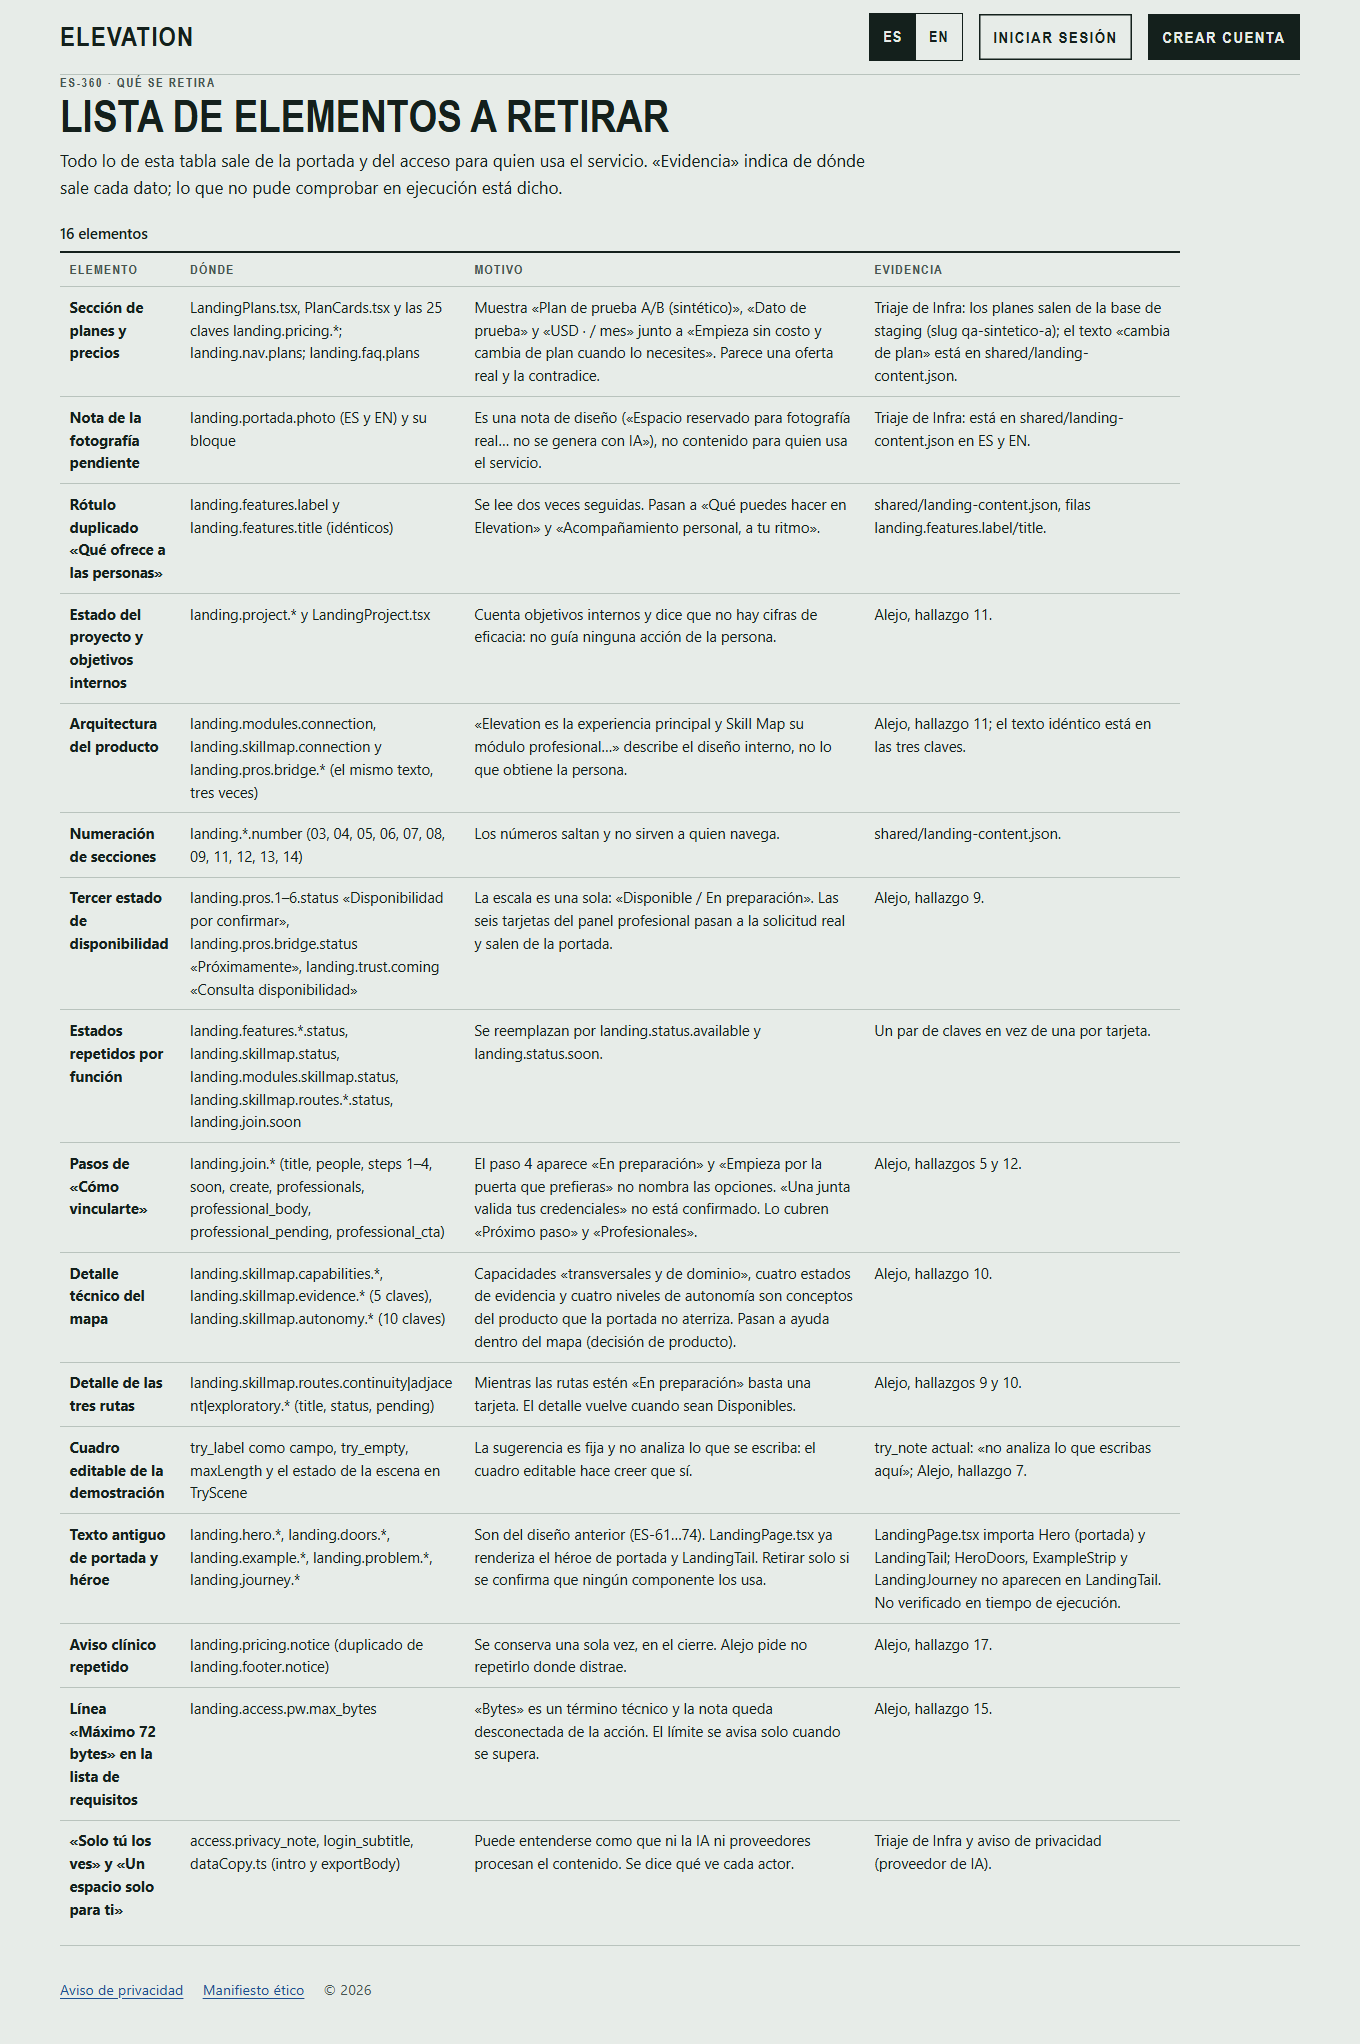 ELEVATION
ES EN INICIAR SESIÓN CREAR CUENTA
ES-360 · QUÉ SE RETIRA
LISTA DE ELEMENTOS A RETIRAR
Todo lo de esta tabla sale de la portada y del acceso para quien usa el servicio. «Evidencia» indica de dónde
sale cada dato; lo que no pude comprobar en ejecución está dicho.
16 elementos
ELEMENTO DÓNDE MOTIVO EVIDENCIA
Sección de
planes y
precios
LandingPlans.tsx, PlanCards.tsx y las 25
claves landing.pricing.*;
landing.nav.plans; landing.faq.plans
Muestra «Plan de prueba A/B (sintético)», «Dato de
prueba» y «USD · / mes» junto a «Empieza sin costo y
cambia de plan cuando lo necesites». Parece una oferta
real y la contradice.
Triaje de Infra: los planes salen de la base de
staging (slug qa-sintetico-a); el texto «cambia
de plan» está en shared/landing-
content.json.
Nota de la
fotografía
pendiente
landing.portada.photo (ES y EN) y su
bloque
Es una nota de diseño («Espacio reservado para fotografía
real... no se genera con IA»), no contenido para quien usa
el servicio.
Triaje de Infra: está en shared/landing-
content.json en ES y EN.
Rótulo
duplicado
«Qué ofrece a
las personas»
landing.features.label y
landing.features.title (idénticos)
Se lee dos veces seguidas. Pasan a «Qué puedes hacer en
Elevation» y «Acompañamiento personal, a tu ritmo».
shared/landing-content.json, filas
landing.features.label/title.
Estado del
proyecto y
objetivos
internos
landing.project.* y LandingProject.tsx
Cuenta objetivos internos y dice que no hay cifras de
eficacia: no guía ninguna acción de la persona.
Alejo, hallazgo 11.
Arquitectura
del producto
landing.modules.connection,
landing.skillmap.connection y
landing.pros.bridge.* (el mismo texto,
tres veces)
«Elevation es la experiencia principal y Skill Map su
módulo profesional...» describe el diseño interno, no lo
que obtiene la persona.
Alejo, hallazgo 11; el texto idéntico está en
las tres claves.
Numeración
de secciones
landing.*.number (03, 04, 05, 06, 07, 08,
09, 11, 12, 13, 14)
Los números saltan y no sirven a quien navega.
shared/landing-content.json.
Tercer estado
de
disponibilidad
landing.pros.1–6.status «Disponibilidad
por confirmar»,
landing.pros.bridge.status
«Próximamente», landing.trust.coming
«Consulta disponibilidad»
La escala es una sola: «Disponible / En preparación». Las
seis tarjetas del panel profesional pasan a la solicitud real
y salen de la portada.
Alejo, hallazgo 9.
Estados
repetidos por
función
landing.features.*.status,
landing.skillmap.status,
landing.modules.skillmap.status,
landing.skillmap.routes.*.status,
landing.join.soon
Se reemplazan por landing.status.available y
landing.status.soon.
Un par de claves en vez de una por tarjeta.
Pasos de
«Cómo
vincularte»
landing.join.* (title, people, steps 1–4,
soon, create, professionals,
professional_body,
professional_pending, professional_cta)
El paso 4 aparece «En preparación» y «Empieza por la
puerta que prefieras» no nombra las opciones. «Una junta
valida tus credenciales» no está confirmado. Lo cubren
«Próximo paso» y «Profesionales».
Alejo, hallazgos 5 y 12.
Detalle
técnico del
mapa
landing.skillmap.capabilities.*,
landing.skillmap.evidence.* (5 claves),
landing.skillmap.autonomy.* (10 claves)
Capacidades «transversales y de dominio», cuatro estados
de evidencia y cuatro niveles de autonomía son conceptos
del producto que la portada no aterriza. Pasan a ayuda
dentro del mapa (decisión de producto).
Alejo, hallazgo 10.
Detalle de las
tres rutas
landing.skillmap.routes.continuity|adjace
nt|exploratory.* (title, status, pending)
Mientras las rutas estén «En preparación» basta una
tarjeta. El detalle vuelve cuando sean Disponibles.
Alejo, hallazgos 9 y 10.
Cuadro
editable de la
demostración
try_label como campo, try_empty,
maxLength y el estado de la escena en
TryScene
La sugerencia es fija y no analiza lo que se escriba: el
cuadro editable hace creer que sí.
try_note actual: «no analiza lo que escribas
aquí»; Alejo, hallazgo 7.
Texto antiguo
de portada y
héroe
landing.hero.*, landing.doors.*,
landing.example.*, landing.problem.*,
landing.journey.*
Son del diseño anterior (ES-61...74). LandingPage.tsx ya
renderiza el héroe de portada y LandingTail. Retirar solo si
se confirma que ningún componente los usa.
LandingPage.tsx importa Hero (portada) y
LandingTail; HeroDoors, ExampleStrip y
LandingJourney no aparecen en LandingTail.
No verificado en tiempo de ejecución.
Aviso clínico
repetido
landing.pricing.notice (duplicado de
landing.footer.notice)
Se conserva una sola vez, en el cierre. Alejo pide no
repetirlo donde distrae.
Alejo, hallazgo 17.
Línea
«Máximo 72
bytes» en la
lista de
requisitos
landing.access.pw.max_bytes
«Bytes» es un término técnico y la nota queda
desconectada de la acción. El límite se avisa solo cuando
se supera.
Alejo, hallazgo 15.
«Solo tú los
ves» y «Un
espacio solo
para ti»
access.privacy_note, login_subtitle,
dataCopy.ts (intro y exportBody)
Puede entenderse como que ni la IA ni proveedores
procesan el contenido. Se dice qué ve cada actor.
Triaje de Infra y aviso de privacidad
(proveedor de IA).
Aviso de privacidad Manifiesto ético © 2026